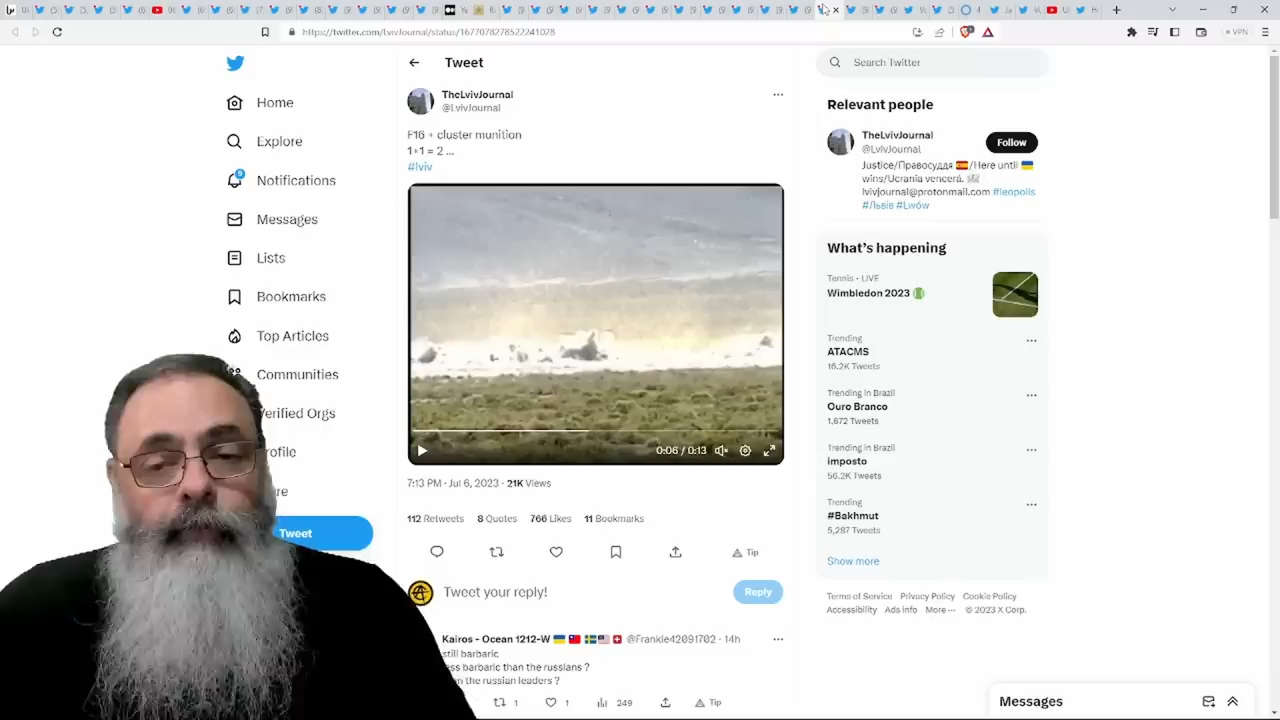 https://twitter.com/LvivJournal/status/1677078278522241028
VPN
Home
Explore
9
Notifications
Messages
Lists
Bookmarks
Top Articles
Communities
Verified Orgs
Tweet
Tweet
TheLvivJournal
@LvivJournal
F16 + cluster munition
1+1 = 2 ...
#lviv
0:06 / 0:13
7:13 PM · Jul 6, 2023 · 21K Views
112 Retweets 8 Quotes 766 Likes 11 Bookmarks
Tip
Tweet your reply!
Reply
Kairos - Ocean 1212-W @Frankie42091702 · 14h
still barbaric
ess barbaric than the russians ?
n the russian leaders ?
1 1 249 Tip
Search Twitter
Relevant people
TheLvivJournal
@LvivJournal
Follow
Justice/Правосуддя 🇪🇸/Here until 🇺🇦
wins/Ucrania vencerá.
lvivjournal@protonmail.com #leopolis
#Львів #Lwów
What's happening
Tennis · LIVE
Wimbledon 2023
Trending
ATACMS
16.2K Tweets
Trending in Brazil
Ouro Branco
1,672 Tweets
Trending in Brazil
imposto
56.2K Tweets
Trending
#Bakhmut
5,287 Tweets
Show more
Terms of Service Privacy Policy Cookie Policy
Accessibility Ads info More ··· © 2023 X Corp.
Messages